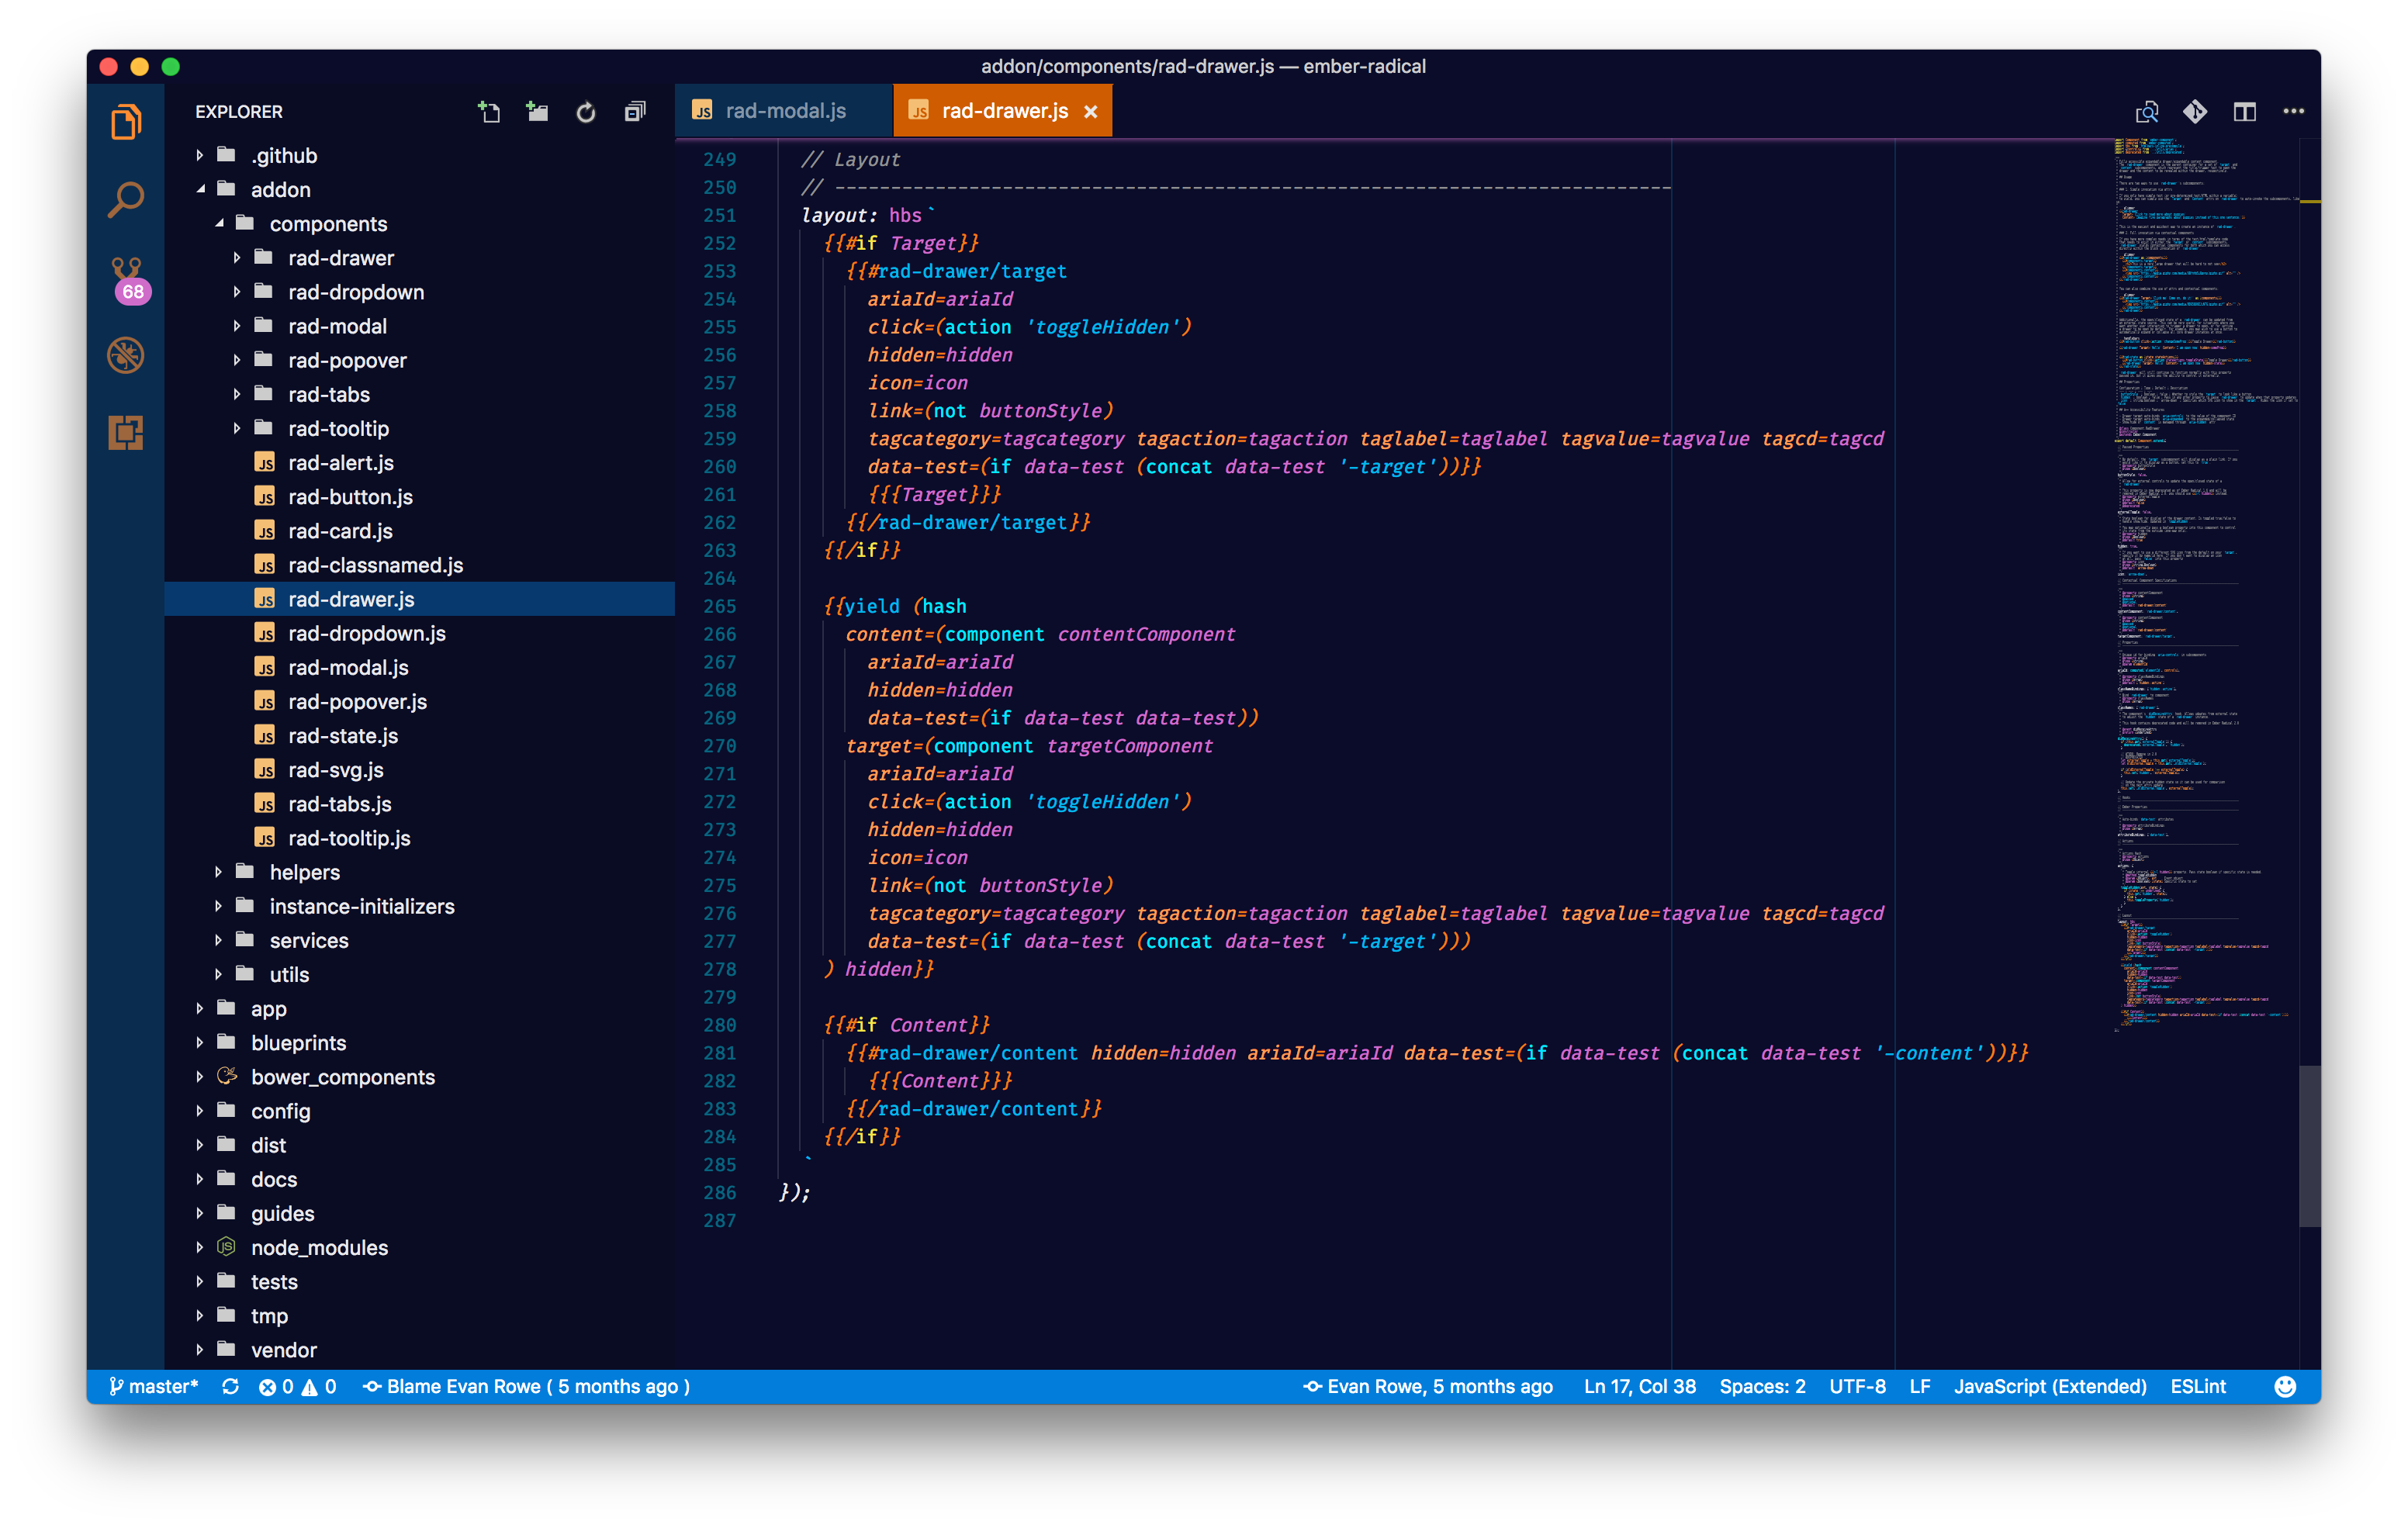 addon/components/rad-drawer.js — ember-radical
EXPLORER
rad-modal.js
rad-drawer.js
68
.github
addon
components
rad-drawer
rad-dropdown
rad-modal
rad-popover
rad-tabs
rad-tooltip
JS rad-alert.js
JS rad-button.js
JS rad-card.js
JS rad-classnamed.js
JS rad-drawer.js
JS rad-dropdown.js
JS rad-modal.js
JS rad-popover.js
JS rad-state.js
JS rad-svg.js
JS rad-tabs.js
JS rad-tooltip.js
helpers
instance-initializers
services
utils
app
blueprints
bower_components
config
dist
docs
guides
node_modules
tests
tmp
vendor
249 // Layout
250 // ---------------------------------------------------------------------------
251 layout: hbs`
252 {{#if Target}}
253 {{#rad-drawer/target
254 ariaId=ariaId
255 click=(action 'toggleHidden')
256 hidden=hidden
257 icon=icon
258 link=(not buttonStyle)
259 tagcategory=tagcategory tagaction=tagaction taglabel=taglabel tagvalue=tagvalue tagcd=tagcd
260 data-test=(if data-test (concat data-test '-target'))}}
261 {{{Target}}}
262 {{/rad-drawer/target}}
263 {{/if}}
264
265 {{yield (hash
266 content=(component contentComponent
267 ariaId=ariaId
268 hidden=hidden
269 data-test=(if data-test data-test))
270 target=(component targetComponent
271 ariaId=ariaId
272 click=(action 'toggleHidden')
273 hidden=hidden
274 icon=icon
275 link=(not buttonStyle)
276 tagcategory=tagcategory tagaction=tagaction taglabel=taglabel tagvalue=tagvalue tagcd=tagcd
277 data-test=(if data-test (concat data-test '-target')))
278 ) hidden}}
279
280 {{#if Content}}
281 {{#rad-drawer/content hidden=hidden ariaId=ariaId data-test=(if data-test (concat data-test '-content'))}}
282 {{{Content}}}
283 {{/rad-drawer/content}}
284 {{/if}}
285 `
286 });
287
master* 0 0 Blame Evan Rowe ( 5 months ago ) Evan Rowe, 5 months ago Ln 17, Col 38 Spaces: 2 UTF-8 LF JavaScript (Extended) ESLint